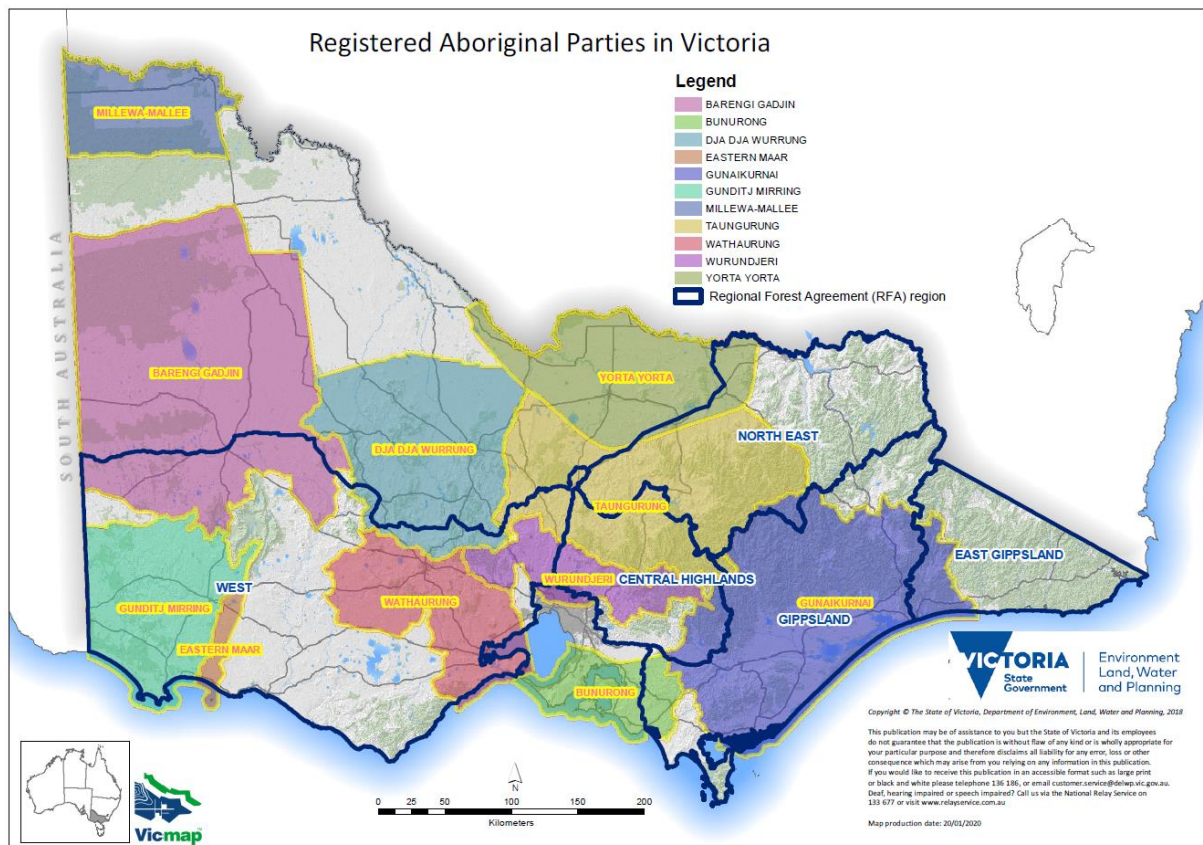 Registered Aboriginal Parties in Victoria
Legend
BARENGI GADJIN
BUNURONG
DJA DJA WURRUNG
EASTERN MAAR
GUNAIKURNAI
GUNDITJ MIRRING
MILLEWA-MALLEE
TAUNGURUNG
WATHAURUNG
WURUNDJERI
YORTA YORTA
Regional Forest Agreement (RFA) region
MILLEWA-MALLEE
SOUTH AUSTRALIA
BARENGI GADJIN
YORTA YORTA
DJA DJA WURRUNG
NORTH EAST
TAUNGURUNG
EAST GIPPSLAND
WEST
WURUNDJERI
CENTRAL HIGHLANDS
GUNDITJ MIRRING
WATHAURUNG
GUNAIKURNAI
GIPPSLAND
EASTERN MAAR
BUNURONG
VICTORIA
State
Government
Environment
Land, Water
and Planning
Copyright © The State of Victoria, Department of Environment, Land, Water and Planning, 2018
This publication may be of assistance to you but the State of Victoria and its employees
do not guarantee that the publication is without flaw of any kind or is wholly appropriate for
your particular purpose and therefore disclaims all liability for any error, loss or other
consequence which may arise from you relying on any information in this publication.
If you would like to receive this publication in an accessible format such as large print
or black and white please telephone 136 186, or email customer.service@delwp.vic.gov.au.
Deaf, hearing impaired or speech impaired? Call us via the National Relay Service on
133 677 or visit www.relayservice.com.au
Map production date: 20/01/2020
N
0 50 100 150 200
Kilometers
Vicmap